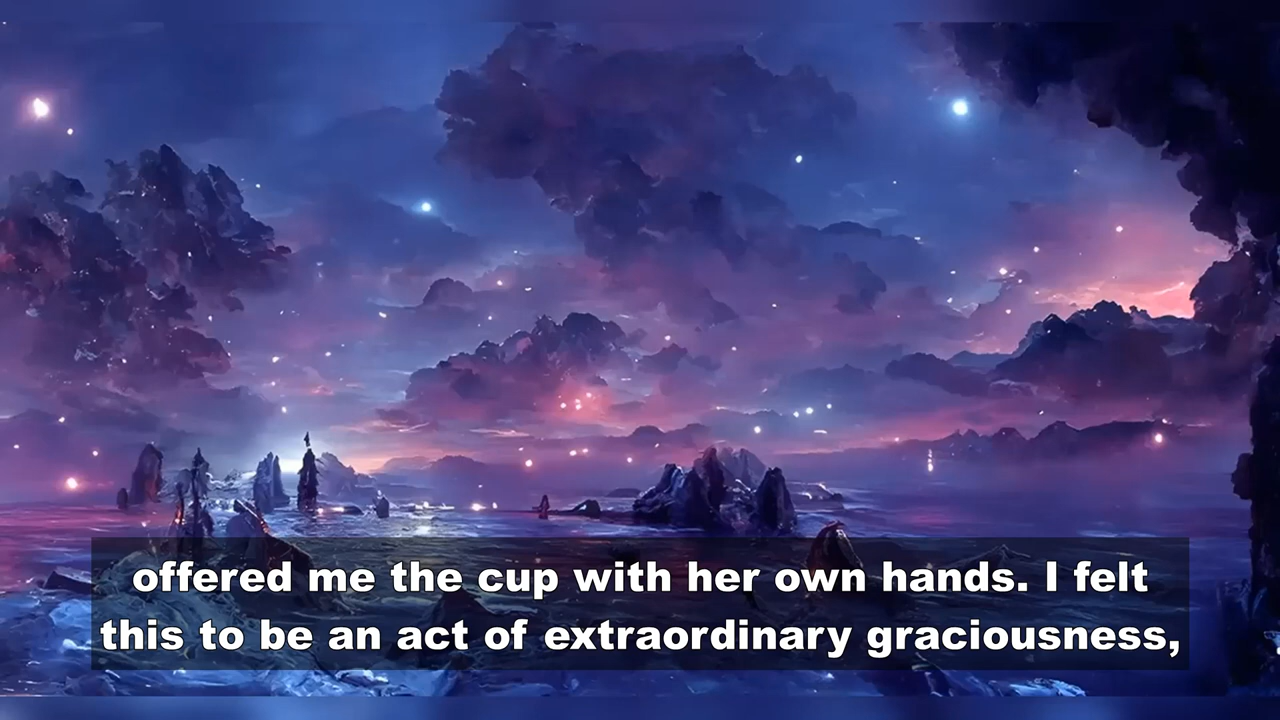 offered me the cup with her own hands. I felt
this to be an act of extraordinary graciousness,